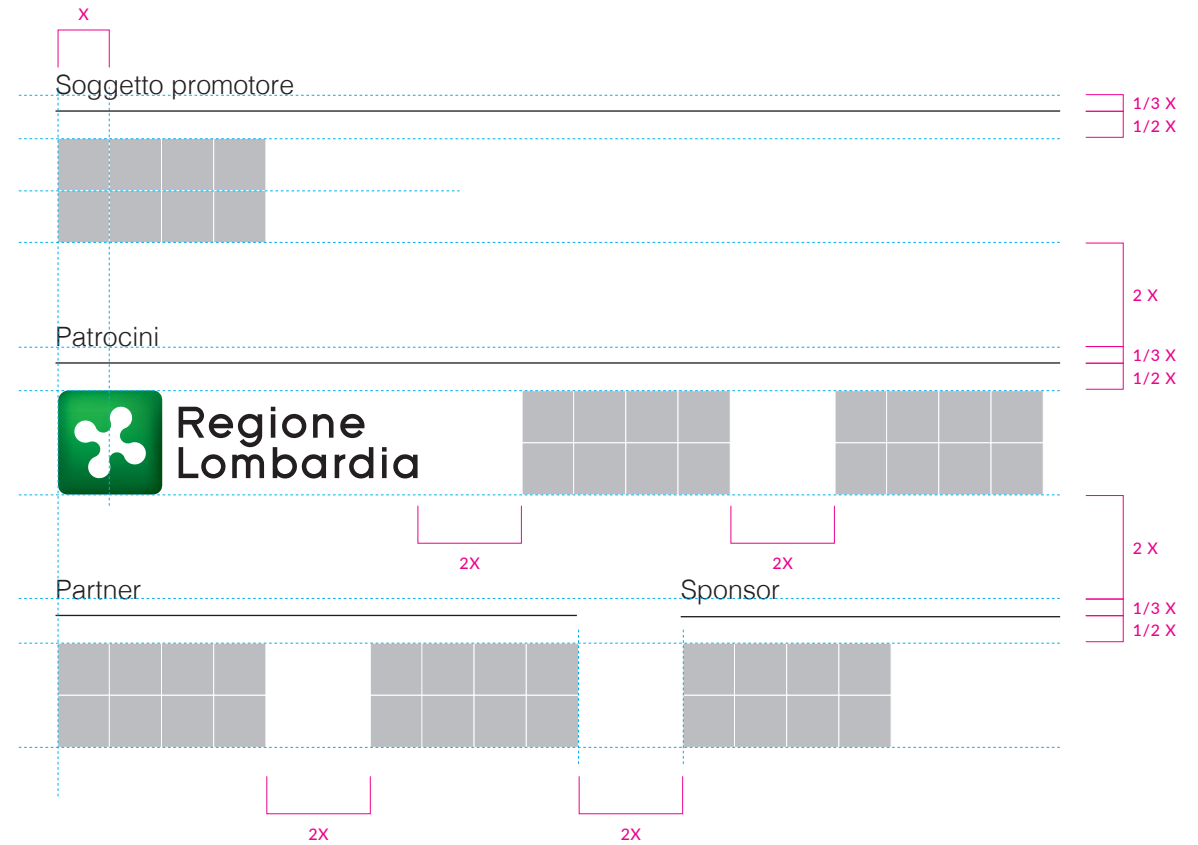 X
Soggetto promotore
1/3 X
1/2 X
2 X
Patrocini
1/3 X
1/2 X
Regione
Lombardia
2X
2X
2 X
Partner
Sponsor
1/3 X
1/2 X
2X
2X